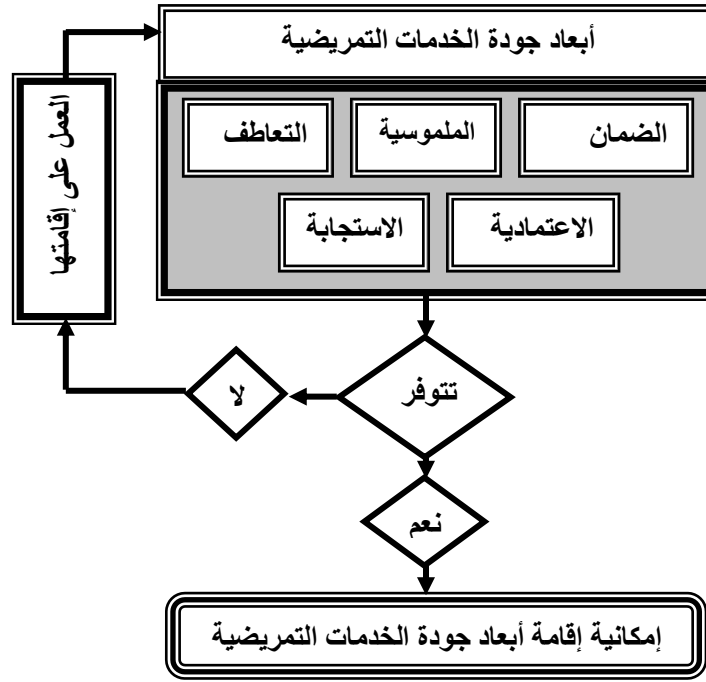 أبعاد جودة الخدمات التمريضية
الضمان
الملموسية
التعاطف
الاعتمادية
الاستجابة
العمل على إقامتها
تتوفر
لا
نعم
إمكانية إقامة أبعاد جودة الخدمات التمريضية